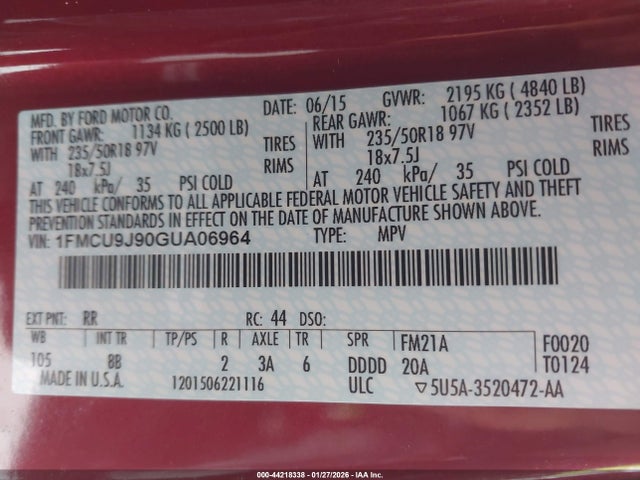 MFD. BY FORD MOTOR CO. DATE: 06/15 GVWR: 2195 KG ( 4840 LB)
FRONT GAWR: 1134 KG ( 2500 LB) REAR GAWR: 1067 KG ( 2352 LB)
WITH 235/50R18 97V TIRES WITH 235/50R18 97V TIRES
18x7.5J RIMS 18x7.5J RIMS
AT 240 kPa/ 35 PSI COLD AT 240 kPa/ 35 PSI COLD
THIS VEHICLE CONFORMS TO ALL APPLICABLE FEDERAL MOTOR VEHICLE SAFETY AND THEFT
PREVENTION STANDARDS IN EFFECT ON THE DATE OF MANUFACTURE SHOWN ABOVE.
VIN: 1FMCU9J90GUA06964 TYPE: MPV
EXT PNT: RR RC: 44 DSO:
WB INT TR TP/PS R AXLE TR SPR FM21A F0020
105 8B 2 3A 6 DDDD 20A T0124
MADE IN U.S.A. 1201506221116 ULC ▽5U5A-3520472-AA
000-44218338 - 01/27/2026 - IAA Inc.